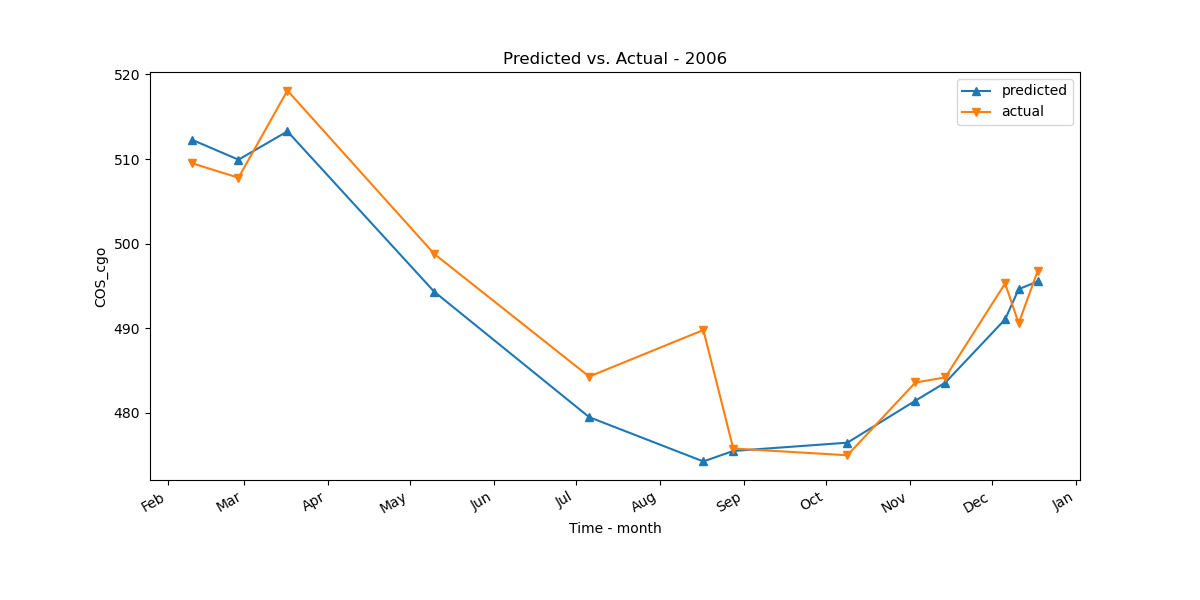 Predicted vs. Actual - 2006
predicted
actual
520
510
500
490
480
COS_cgo
Feb
Mar
Apr
May
Jun
Jul
Aug
Sep
Oct
Nov
Dec
Jan
Time - month